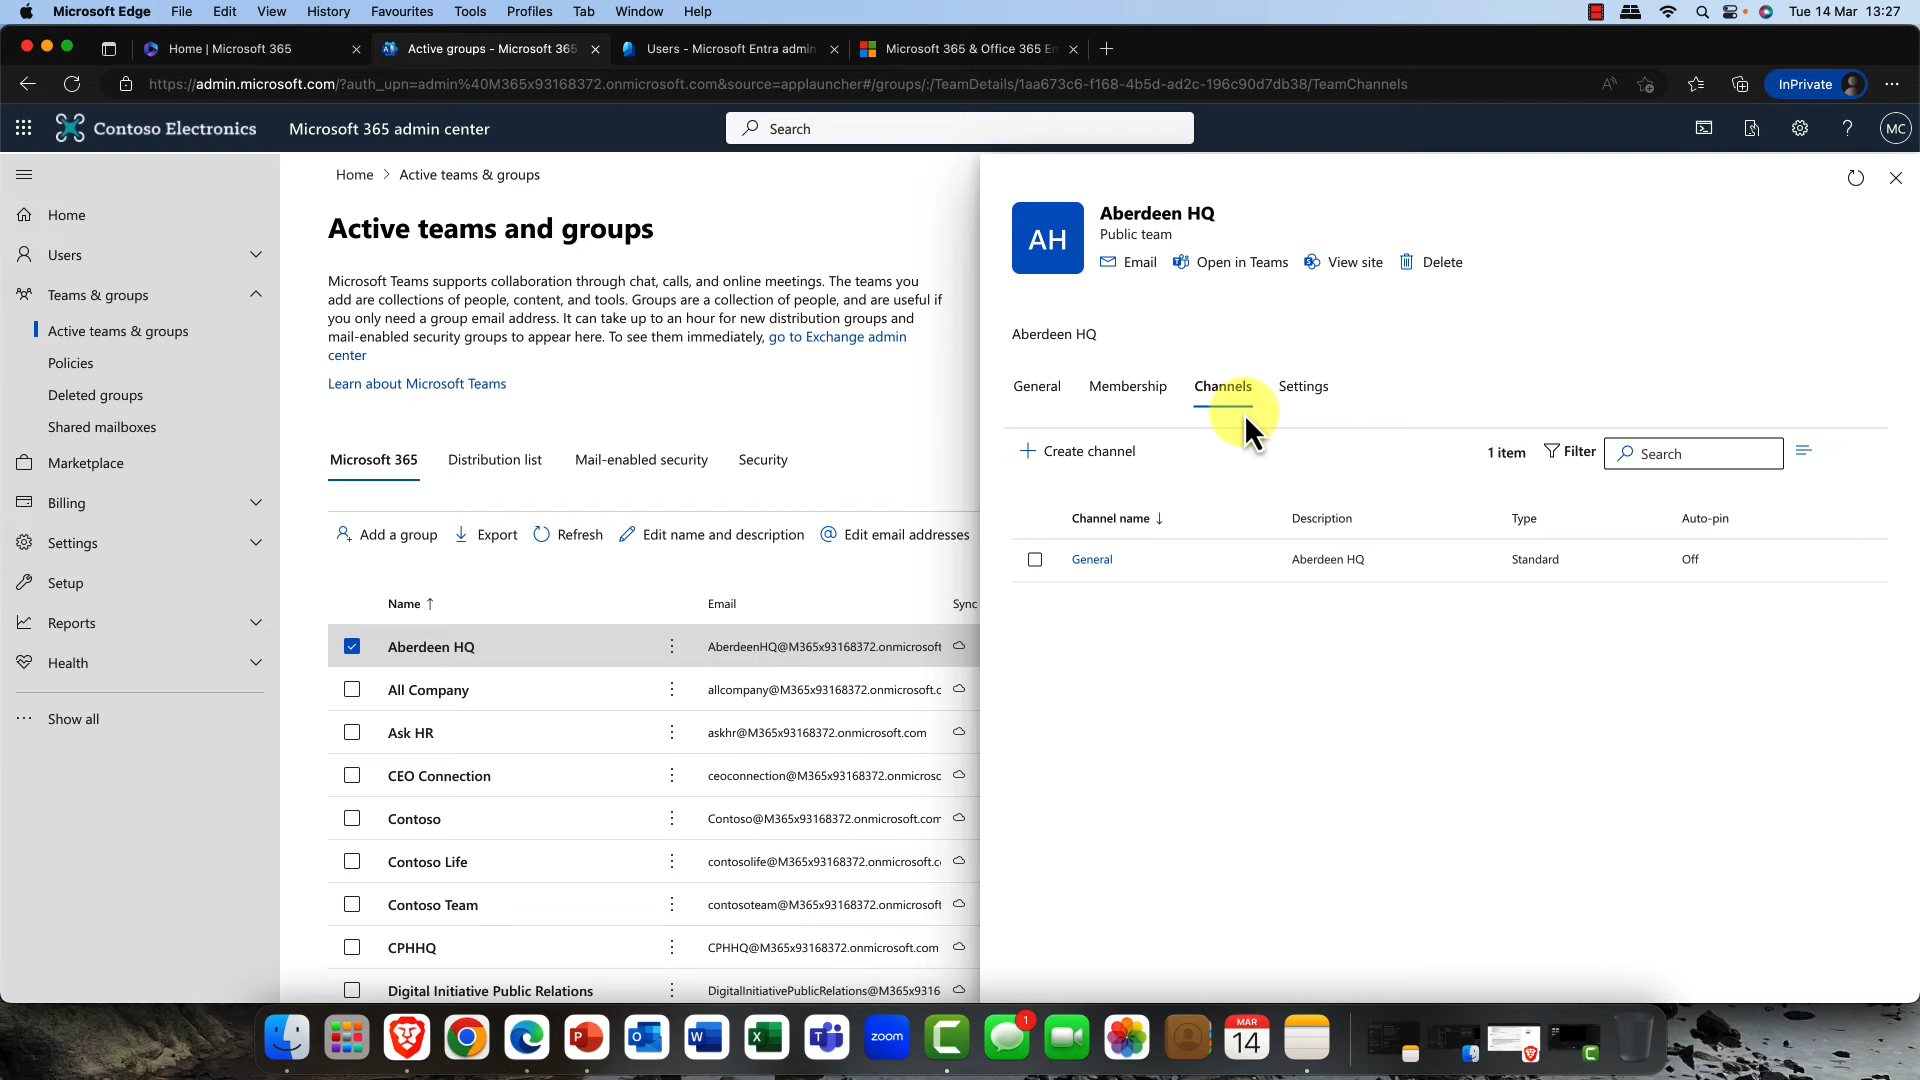 Microsoft Edge File Edit View History Favourites Tools Profiles Tab Window Help Tue 14 Mar 13:27
Home | Microsoft 365
Active groups - Microsoft 365
Users - Microsoft Entra admin
Microsoft 365 & Office 365 En
https://admin.microsoft.com/?auth_upn=admin%40M365x93168372.onmicrosoft.com&source=applauncher#/groups/:/TeamDetails/1aa673c6-f168-4b5d-ad2c-196c90d7db38/TeamChannels
InPrivate
Contoso Electronics
Microsoft 365 admin center
Search
MC
Home
Users
Teams & groups
Active teams & groups
Policies
Deleted groups
Shared mailboxes
Marketplace
Billing
Settings
Setup
Reports
Health
Show all
Home > Active teams & groups
Active teams and groups
Microsoft Teams supports collaboration through chat, calls, and online meetings. The teams you
add are collections of people, content, and tools. Groups are a collection of people, and are useful if
you only need a group email address. It can take up to an hour for new distribution groups and
mail-enabled security groups to appear here. To see them immediately, go to Exchange admin
center
Learn about Microsoft Teams
Microsoft 365 Distribution list Mail-enabled security Security
Add a group Export Refresh Edit name and description Edit email addresses
Name ↑ Email Sync
Aberdeen HQ AberdeenHQ@M365x93168372.onmicrosoft
All Company allcompany@M365x93168372.onmicrosoft.c
Ask HR askhr@M365x93168372.onmicrosoft.com
CEO Connection ceoconnection@M365x93168372.onmicrosc
Contoso Contoso@M365x93168372.onmicrosoft.com
Contoso Life contosolife@M365x93168372.onmicrosoft.c
Contoso Team contosoteam@M365x93168372.onmicrosoft
CPHHQ CPHHQ@M365x93168372.onmicrosoft.com
Digital Initiative Public Relations DigitalInitiativePublicRelations@M365x9316
AH
Aberdeen HQ
Public team
Email Open in Teams View site Delete
Aberdeen HQ
General Membership Channels Settings
Create channel 1 item Filter Search
Channel name ↓ Description Type Auto-pin
General Aberdeen HQ Standard Off
zoom
1
MAR
14